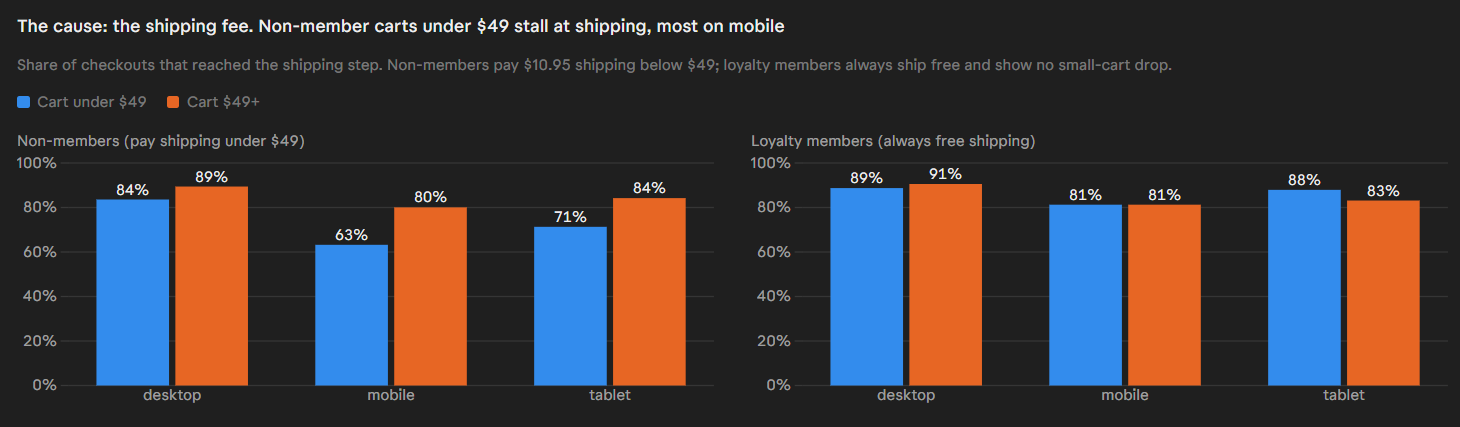 The cause: the shipping fee. Non-member carts under $49 stall at shipping, most on mobile
Share of checkouts that reached the shipping step. Non-members pay $10.95 shipping below $49; loyalty members always ship free and show no small-cart drop.
Cart under $49
Cart $49+
Non-members (pay shipping under $49)
100%
80%
60%
40%
20%
0%
84%
89%
63%
80%
71%
84%
desktop
mobile
tablet
Loyalty members (always free shipping)
100%
80%
60%
40%
20%
0%
89%
91%
81%
81%
88%
83%
desktop
mobile
tablet